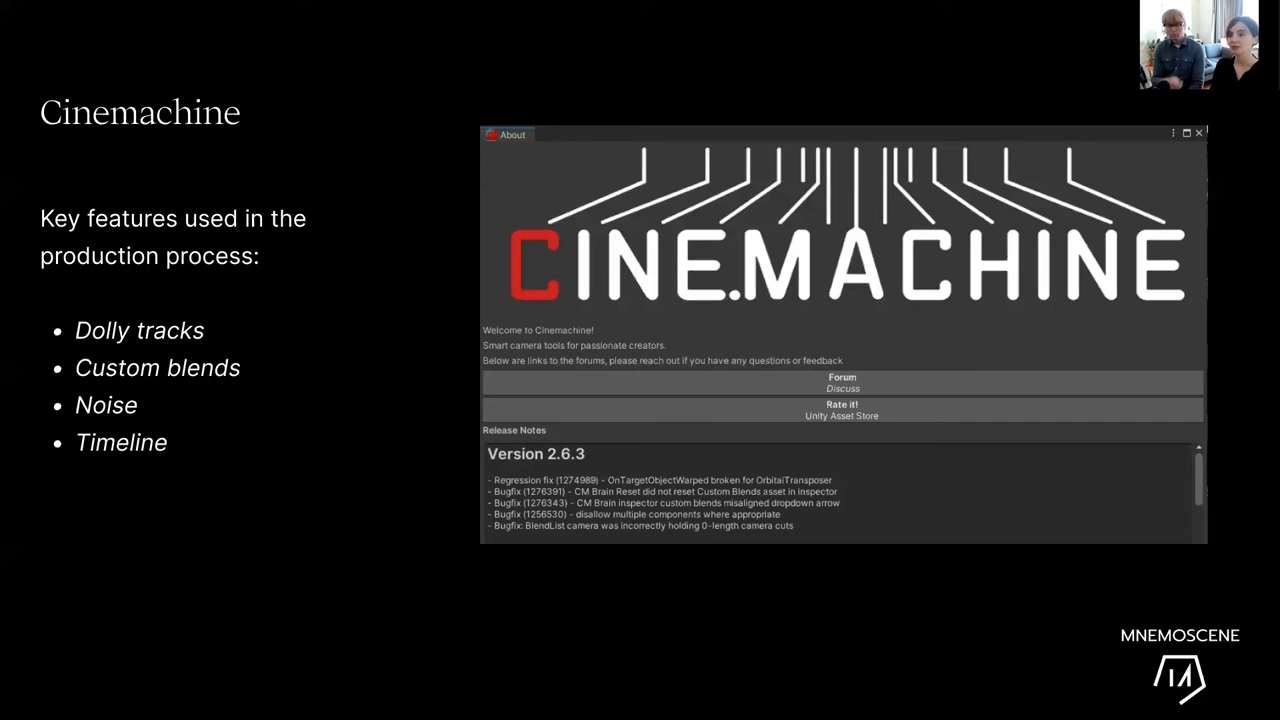 Cinemachine
Key features used in the
production process:
• Dolly tracks
• Custom blends
• Noise
• Timeline
About
CINE.MACHINE
Welcome to Cinemachine!
Smart camera tools for passionate creators.
Below are links to the forums, please reach out if you have any questions or feedback
Forum
Discuss
Rate it!
Unity Asset Store
Release Notes
Version 2.6.3
- Regression fix (1274989) - OnTargetObjectWarped broken for OrbitalTransposer
- Bugfix (1276391) - CM Brain Reset did not reset Custom Blends asset in inspector
- Bugfix (1276343) - CM Brain inspector custom blends misaligned dropdown arrow
- Bugfix (1256530) - disallow multiple components where appropriate
- Bugfix: BlendList camera was incorrectly holding 0-length camera cuts
MNEMOSCENE